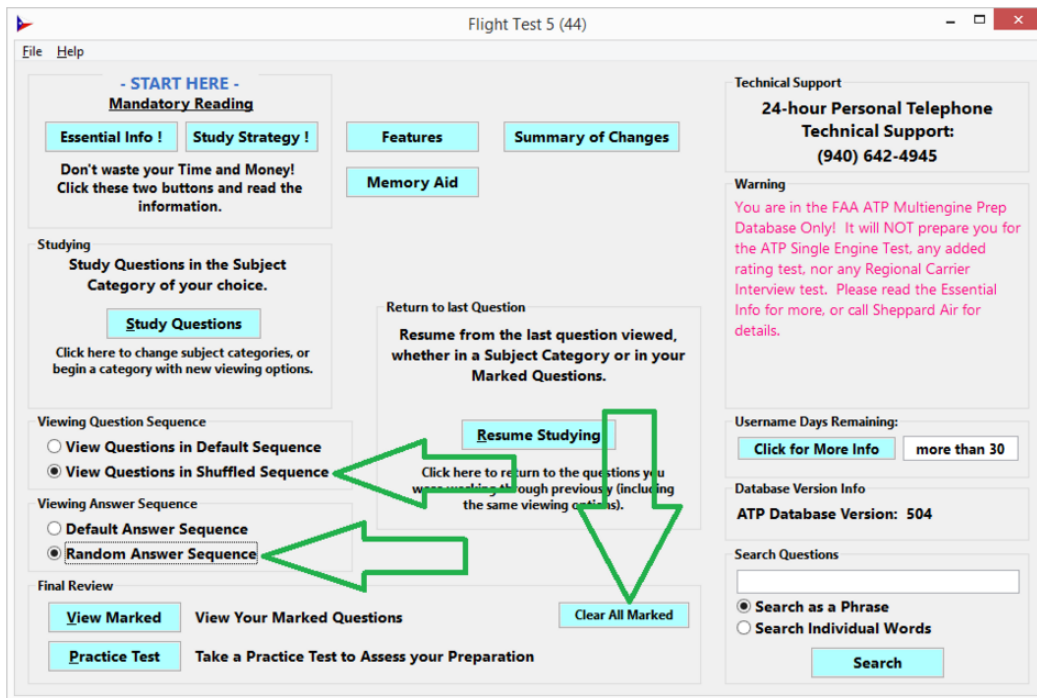 Flight Test 5 (44)
File Help
- START HERE -
Mandatory Reading
Essential Info !
Study Strategy !
Don't waste your Time and Money!
Click these two buttons and read the
information.
Features
Summary of Changes
Memory Aid
Studying
Study Questions in the Subject
Category of your choice.
Study Questions
Click here to change subject categories, or
begin a category with new viewing options.
Return to last Question
Resume from the last question viewed,
whether in a Subject Category or in your
Marked Questions.
Resume Studying
Click here to return to the questions you
were working through previously (including
the same viewing options).
Viewing Question Sequence
View Questions in Default Sequence
View Questions in Shuffled Sequence
Viewing Answer Sequence
Default Answer Sequence
Random Answer Sequence
Final Review
View Marked
View Your Marked Questions
Clear All Marked
Practice Test
Take a Practice Test to Assess your Preparation
Technical Support
24-hour Personal Telephone
Technical Support:
(940) 642-4945
Warning
You are in the FAA ATP Multiengine Prep
Database Only! It will NOT prepare you for
the ATP Single Engine Test, any added
rating test, nor any Regional Carrier
Interview test. Please read the Essential
Info for more, or call Sheppard Air for
details.
Username Days Remaining:
Click for More Info
more than 30
Database Version Info
ATP Database Version: 504
Search Questions
Search as a Phrase
Search Individual Words
Search